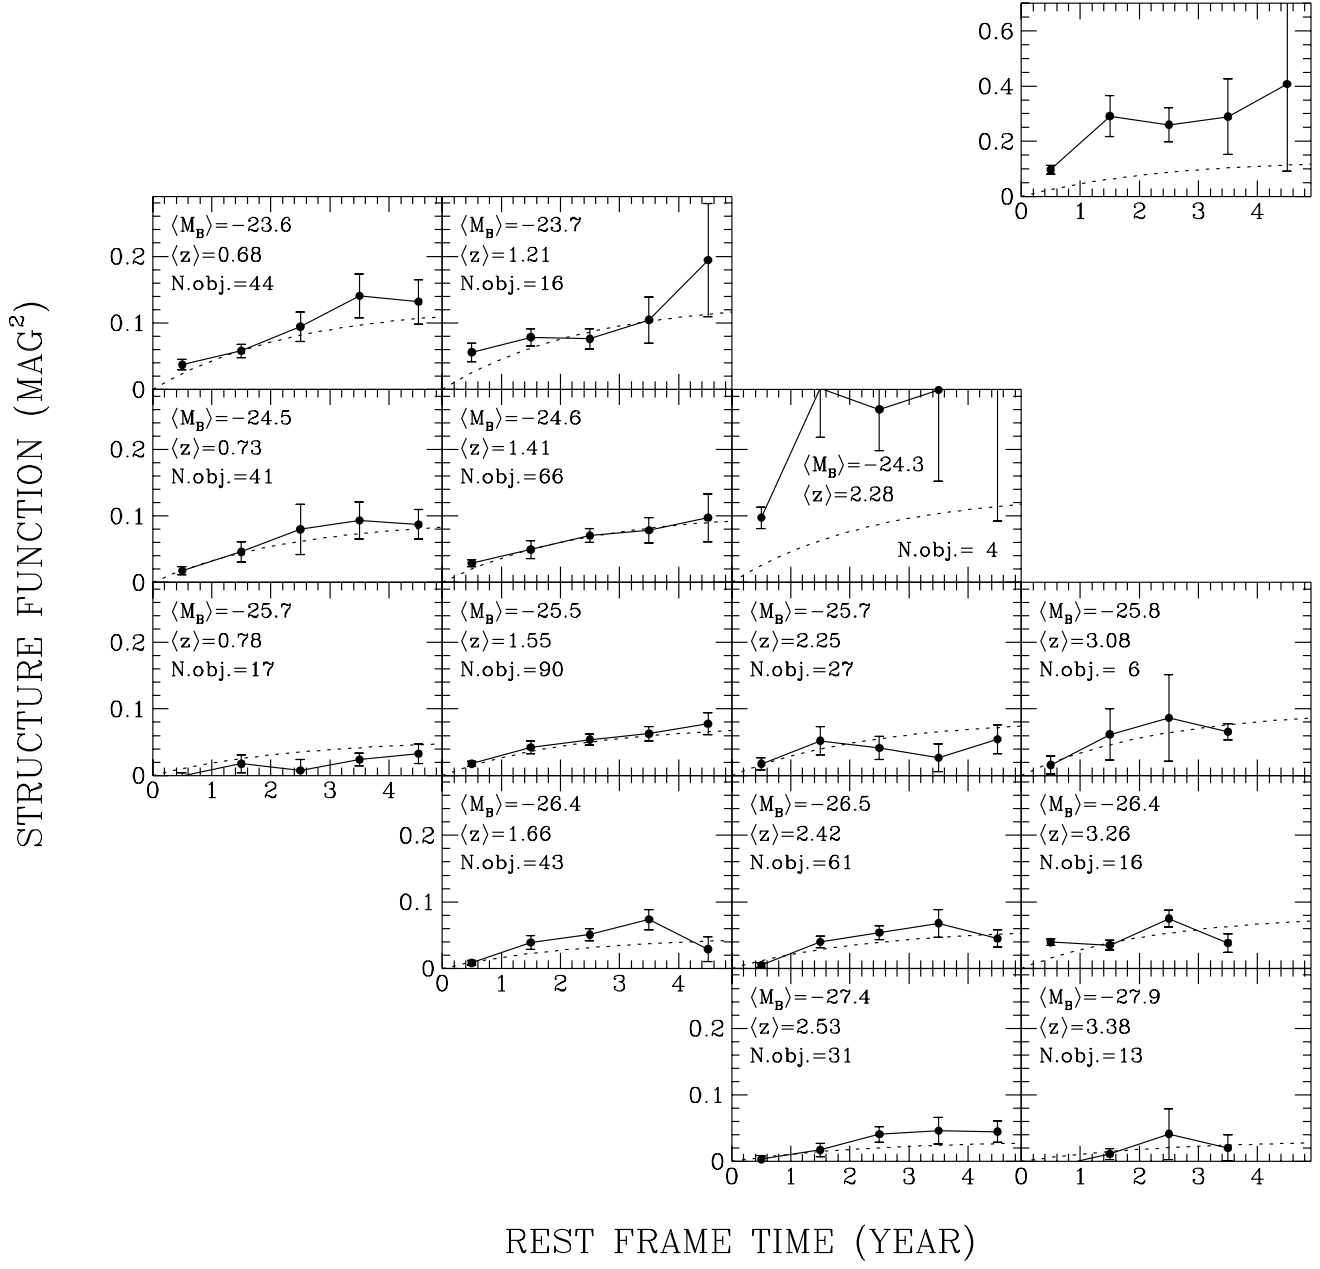 0.6
0.4
0.2
0
0 1 2 3 4
⟨M_B⟩=−23.6
⟨z⟩=0.68
N.obj.=44
⟨M_B⟩=−23.7
⟨z⟩=1.21
N.obj.=16
0.2
0.1
0
⟨M_B⟩=−24.5
⟨z⟩=0.73
N.obj.=41
⟨M_B⟩=−24.6
⟨z⟩=1.41
N.obj.=66
⟨M_B⟩=−24.3
⟨z⟩=2.28
N.obj.= 4
0.2
0.1
0
⟨M_B⟩=−25.7
⟨z⟩=0.78
N.obj.=17
⟨M_B⟩=−25.5
⟨z⟩=1.55
N.obj.=90
⟨M_B⟩=−25.7
⟨z⟩=2.25
N.obj.=27
⟨M_B⟩=−25.8
⟨z⟩=3.08
N.obj.= 6
0.2
0.1
0
0 1 2 3 4
⟨M_B⟩=−26.4
⟨z⟩=1.66
N.obj.=43
⟨M_B⟩=−26.5
⟨z⟩=2.42
N.obj.=61
⟨M_B⟩=−26.4
⟨z⟩=3.26
N.obj.=16
0.2
0.1
0
0 1 2 3 4
⟨M_B⟩=−27.4
⟨z⟩=2.53
N.obj.=31
⟨M_B⟩=−27.9
⟨z⟩=3.38
N.obj.=13
0.2
0.1
0
0 1 2 3 4 0 1 2 3 4
STRUCTURE FUNCTION (MAG²)
REST FRAME TIME (YEAR)